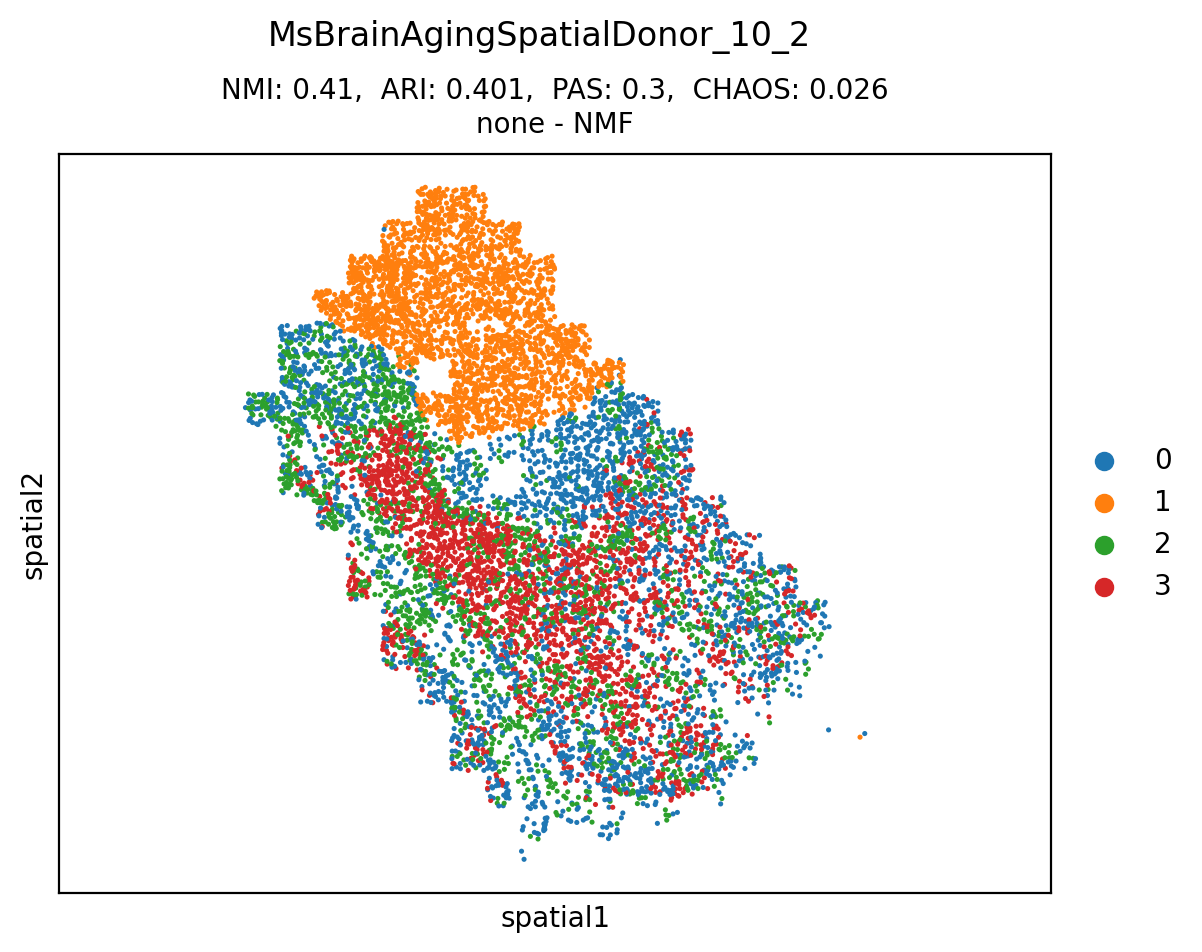 MsBrainAgingSpatialDonor_10_2
NMI: 0.41,  ARI: 0.401,  PAS: 0.3,  CHAOS: 0.026
none - NMF
spatial2
0
1
2
3
spatial1